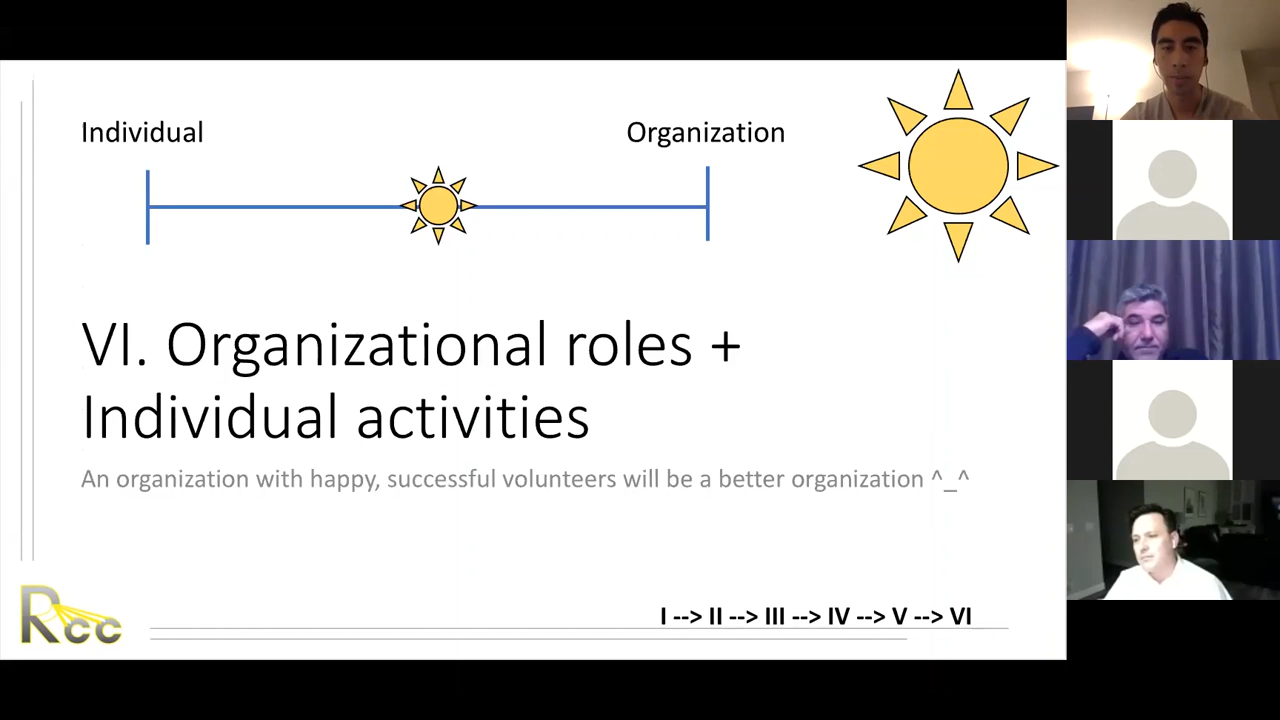 Individual
Organization
VI. Organizational roles +
Individual activities
An organization with happy, successful volunteers will be a better organization ^_^
Rcc
I --> II --> III --> IV --> V --> VI